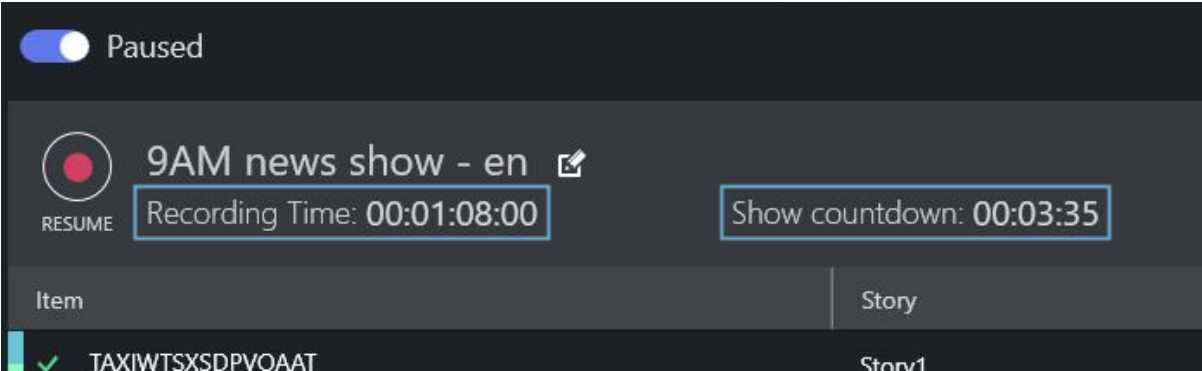 Paused
9AM news show - en
RESUME
Recording Time: 00:01:08:00
Show countdown: 00:03:35
Item
Story
TAXIWTSXSDPVOAAT
Story1